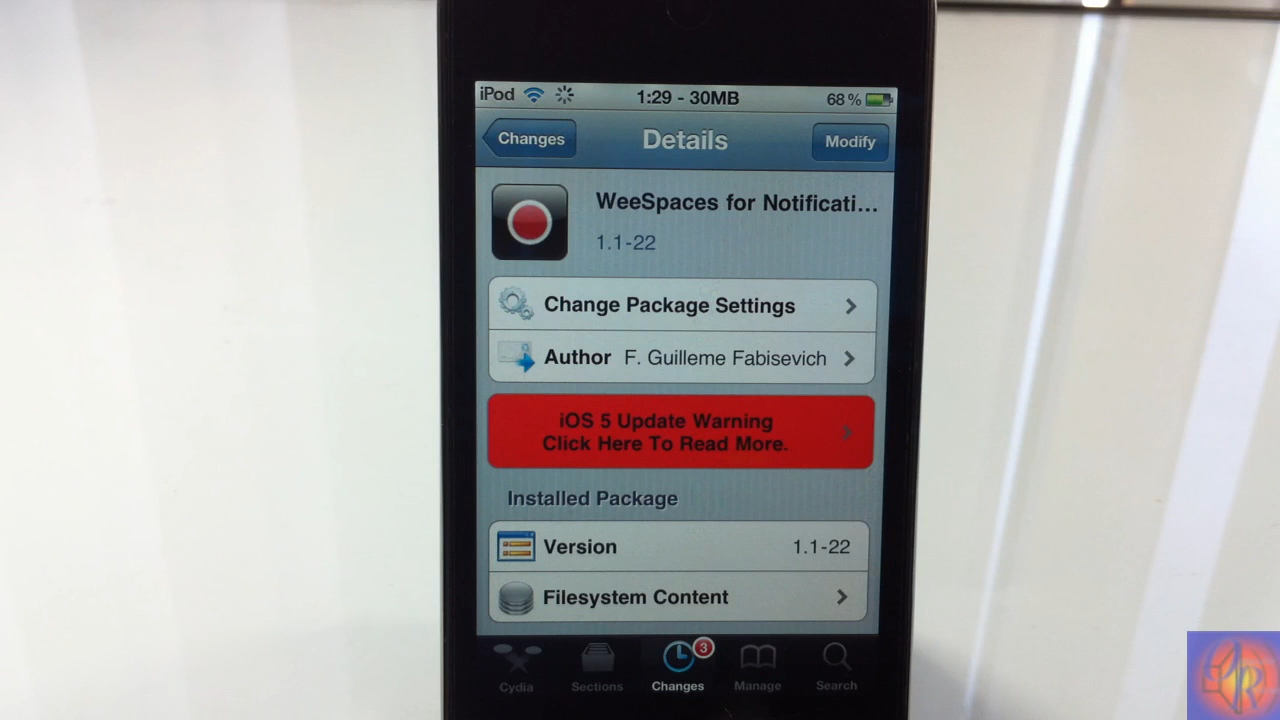 iPod 1:29 - 30MB 68 %
Changes Details Modify
WeeSpaces for Notificati...
1.1-22
Change Package Settings
Author F. Guilleme Fabisevich
iOS 5 Update Warning
Click Here To Read More.
Installed Package
Version 1.1-22
Filesystem Content
3
Cydia Sections Changes Manage Search
R